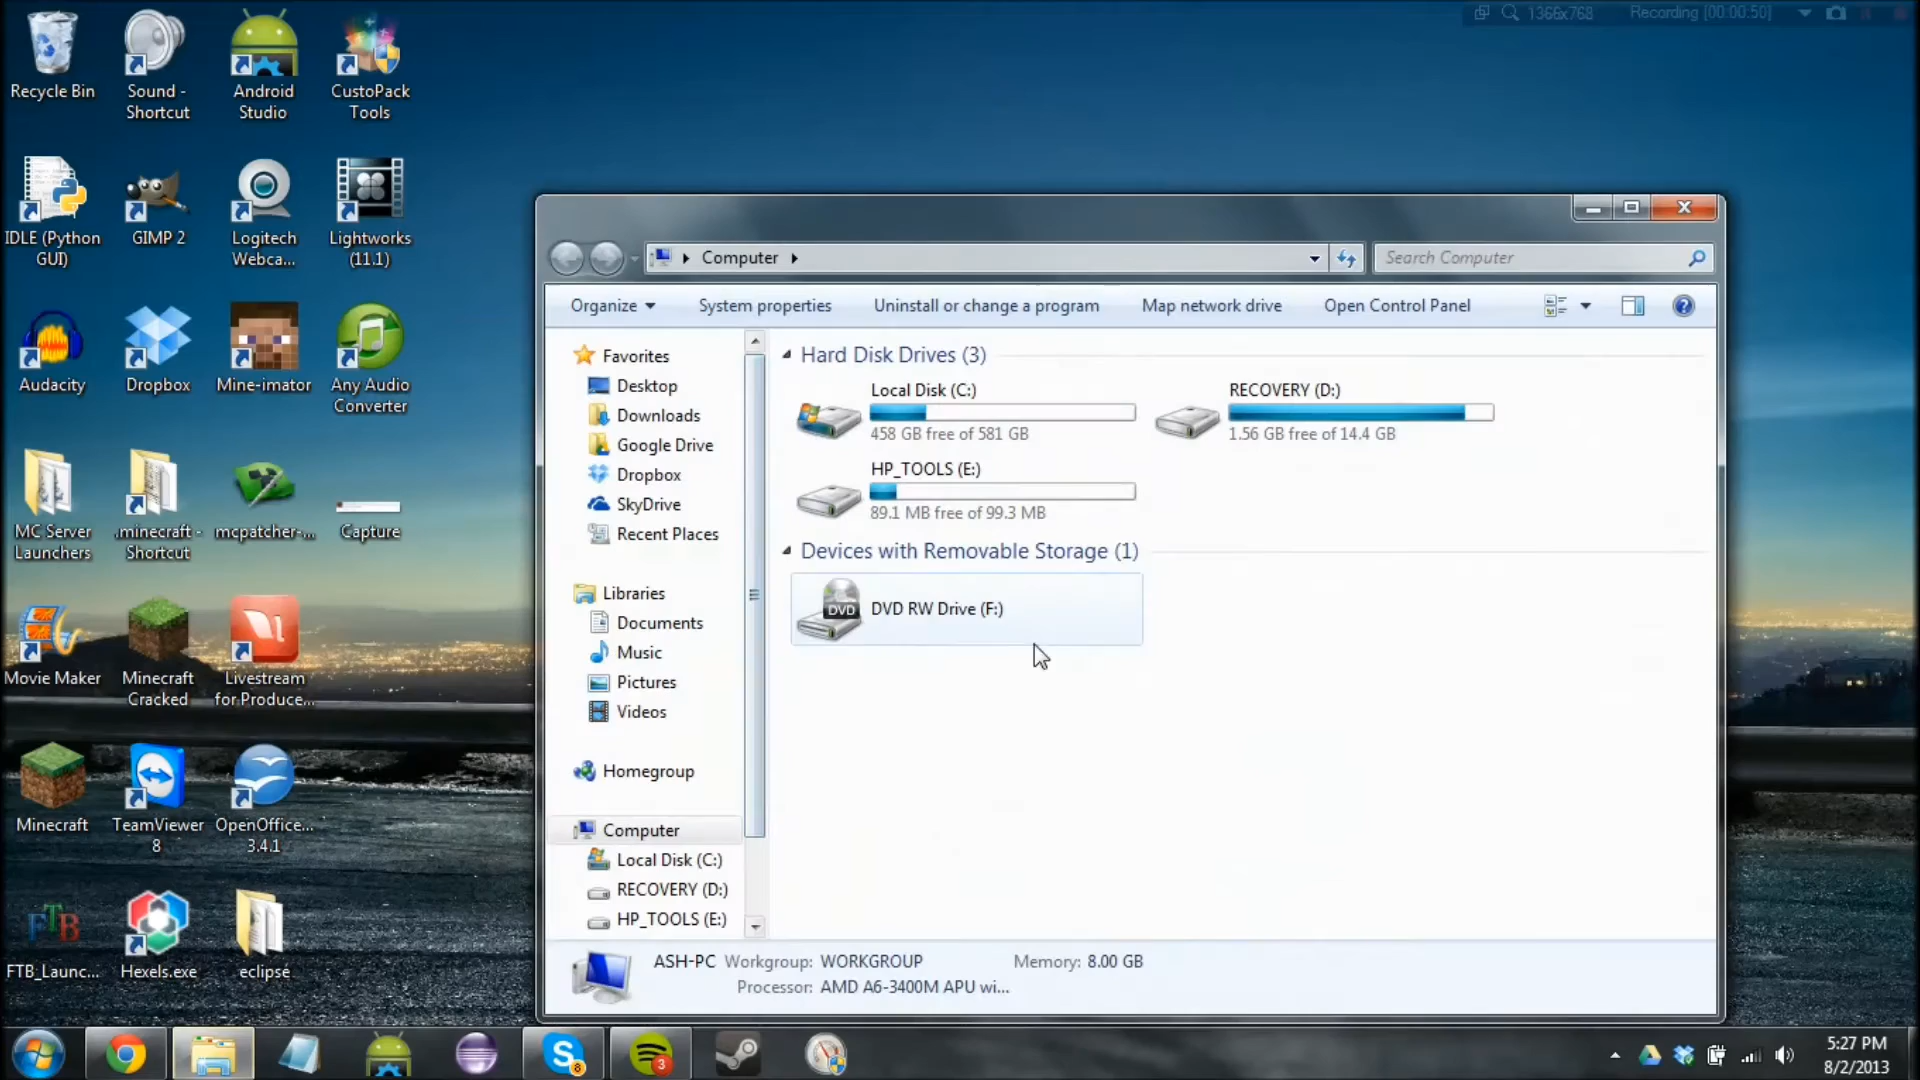 1366x768 Recording [00:00:50]
Recycle Bin
Sound -
Shortcut
Android
Studio
CustoPack
Tools
IDLE (Python
GUI)
GIMP 2
Logitech
Webca...
Lightworks
(11.1)
Audacity
Dropbox
Mine-imator
Any Audio
Converter
MC Server
Launchers
.minecraft -
Shortcut
mcpatcher-...
Capture
Movie Maker
Minecraft
Cracked
Livestream
for Produce...
Minecraft
TeamViewer
8
OpenOffice...
3.4.1
FTB
FTB_Launc...
Hexels.exe
eclipse
Computer
Search Computer
Organize
System properties
Uninstall or change a program
Map network drive
Open Control Panel
Favorites
Desktop
Downloads
Google Drive
Dropbox
SkyDrive
Recent Places
Libraries
Documents
Music
Pictures
Videos
Homegroup
Computer
Local Disk (C:)
RECOVERY (D:)
HP_TOOLS (E:)
Hard Disk Drives (3)
Local Disk (C:)
458 GB free of 581 GB
RECOVERY (D:)
1.56 GB free of 14.4 GB
HP_TOOLS (E:)
89.1 MB free of 99.3 MB
Devices with Removable Storage (1)
DVD
DVD RW Drive (F:)
ASH-PC Workgroup: WORKGROUP Memory: 8.00 GB
Processor: AMD A6-3400M APU wi...
S
8
3
5:27 PM
8/2/2013